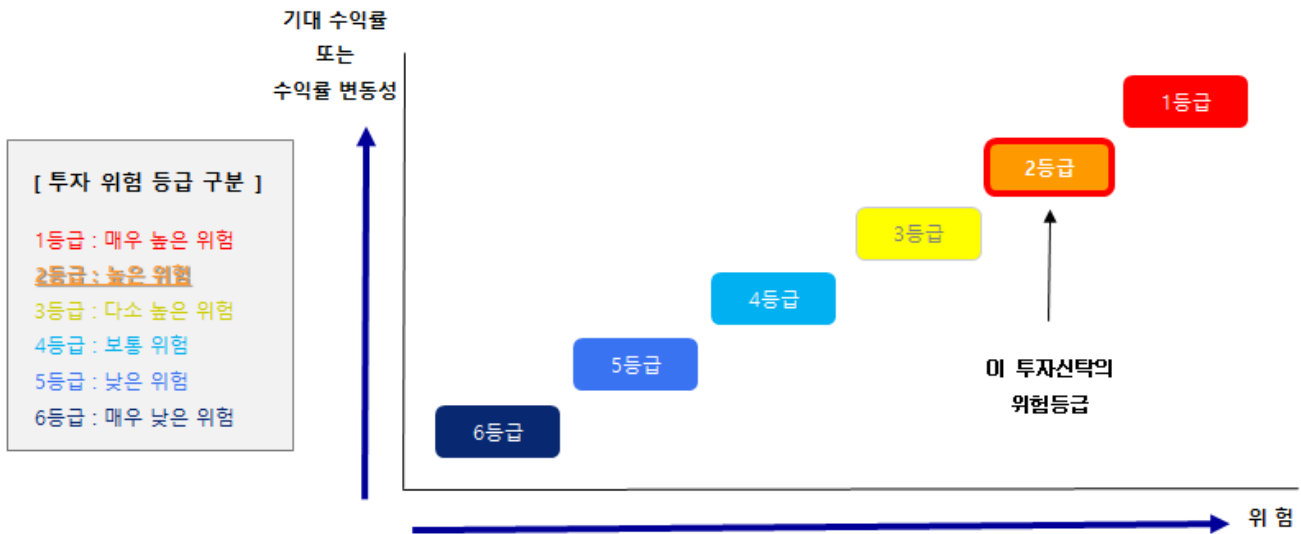 기대 수익률
또는
수익률 변동성
[ 투자 위험 등급 구분 ]
1등급 : 매우 높은 위험
2등급 : 높은 위험
3등급 : 다소 높은 위험
4등급 : 보통 위험
5등급 : 낮은 위험
6등급 : 매우 낮은 위험
1등급
2등급
3등급
4등급
5등급
6등급
이 투자신탁의
위험등급
위 험